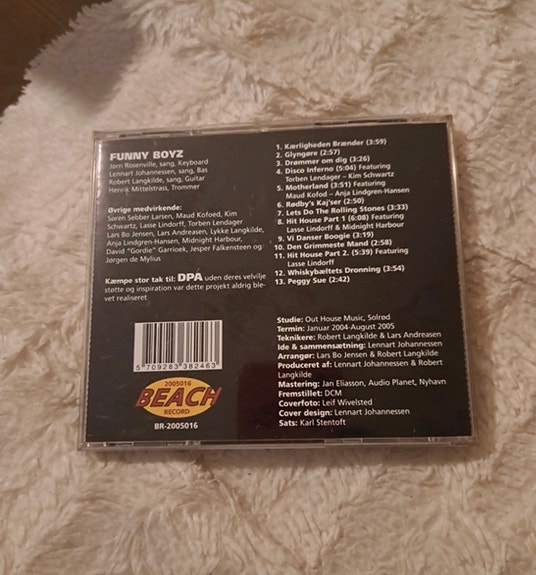 FUNNY BOYZ
Jørn Rosenville, sang, Keyboard
Lennart Johannessen, sang, Bas
Robert Langkilde, sang, Guitar
Henrik Mittelstrass, Trommer
Øvrige medvirkende:
Søren Sebber Larsen, Maud Kofoed, Kim
Schwartz, Lasse Lindorff, Torben Lendager
Lars Bo Jensen, Lars Andreasen, Lykke Langkilde,
Anja Lindgren-Hansen, Midnight Harbour,
David "Gordie" Garrioek, Jesper Falkensteen og
Jørgen de Mylius
Kæmpe stor tak til: DPA uden deres velvilje
støtte og inspiration var dette projekt aldrig ble-
vet realiseret
5 709283 382463
2005016
BEACH
RECORD
BR-2005016
1. Kærligheden Brænder (3:59)
2. Glyngøre (2:57)
3. Drømmer om dig (3:26)
4. Disco Inferno (5:04) Featuring
Torben Lendager – Kim Schwartz
5. Motherland (3:51) Featuring
Maud Kofod – Anja Lindgren-Hansen
6. Rødby's Kaj'ser (2:50)
7. Lets Do The Rolling Stones (3:33)
8. Hit House Part 1 (6:08) Featuring
Lasse Lindorff & Midnight Harbour
9. Vi Danser Boogie (3:19)
10. Den Grimmeste Mand (2:58)
11. Hit House Part 2. (5:39) Featuring
Lasse Lindorff
12. Whiskybæltets Dronning (3:54)
13. Peggy Sue (2:42)
Studie: Out House Music, Solrød
Termin: Januar 2004-August 2005
Teknikere: Robert Langkilde & Lars Andreasen
Ide & sammensætning: Lennart Johannessen
Arrangør: Lars Bo Jensen & Robert Langkilde
Produceret af: Lennart Johannessen & Robert
Langkilde
Mastering: Jan Eliasson, Audio Planet, Nyhavn
Fremstillet: DCM
Coverfoto: Leif Wivelsted
Cover design: Lennart Johannessen
Sats: Karl Stentoft